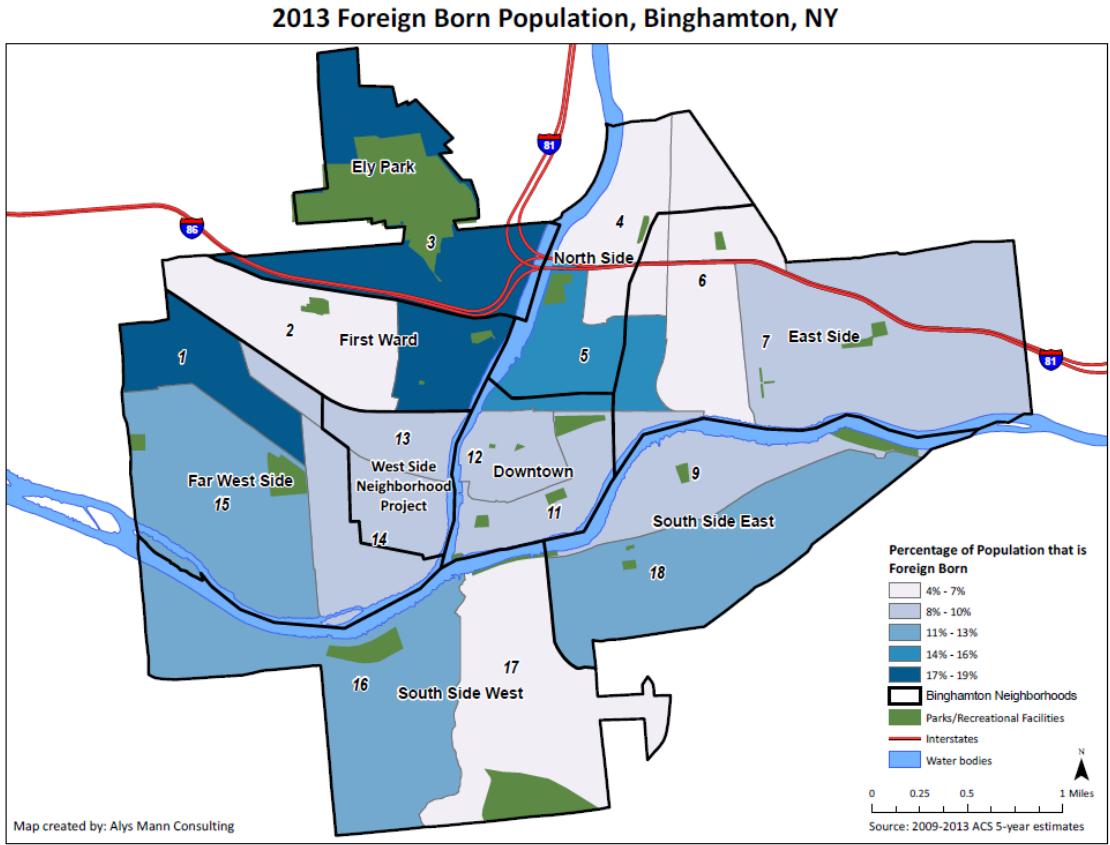 2013 Foreign Born Population, Binghamton, NY
81
Ely Park
86
3
4
North Side
6
2
First Ward
1
5
7
East Side
81
13
West Side
Neighborhood
Project
12
Downtown
Far West Side
15
9
11
South Side East
14
18
17
16
South Side West
Percentage of Population that is
Foreign Born
4% - 7%
8% - 10%
11% - 13%
14% - 16%
17% - 19%
Binghamton Neighborhoods
Parks/Recreational Facilities
Interstates
Water bodies
N
0 0.25 0.5 1 Miles
Map created by: Alys Mann Consulting
Source: 2009-2013 ACS 5-year estimates